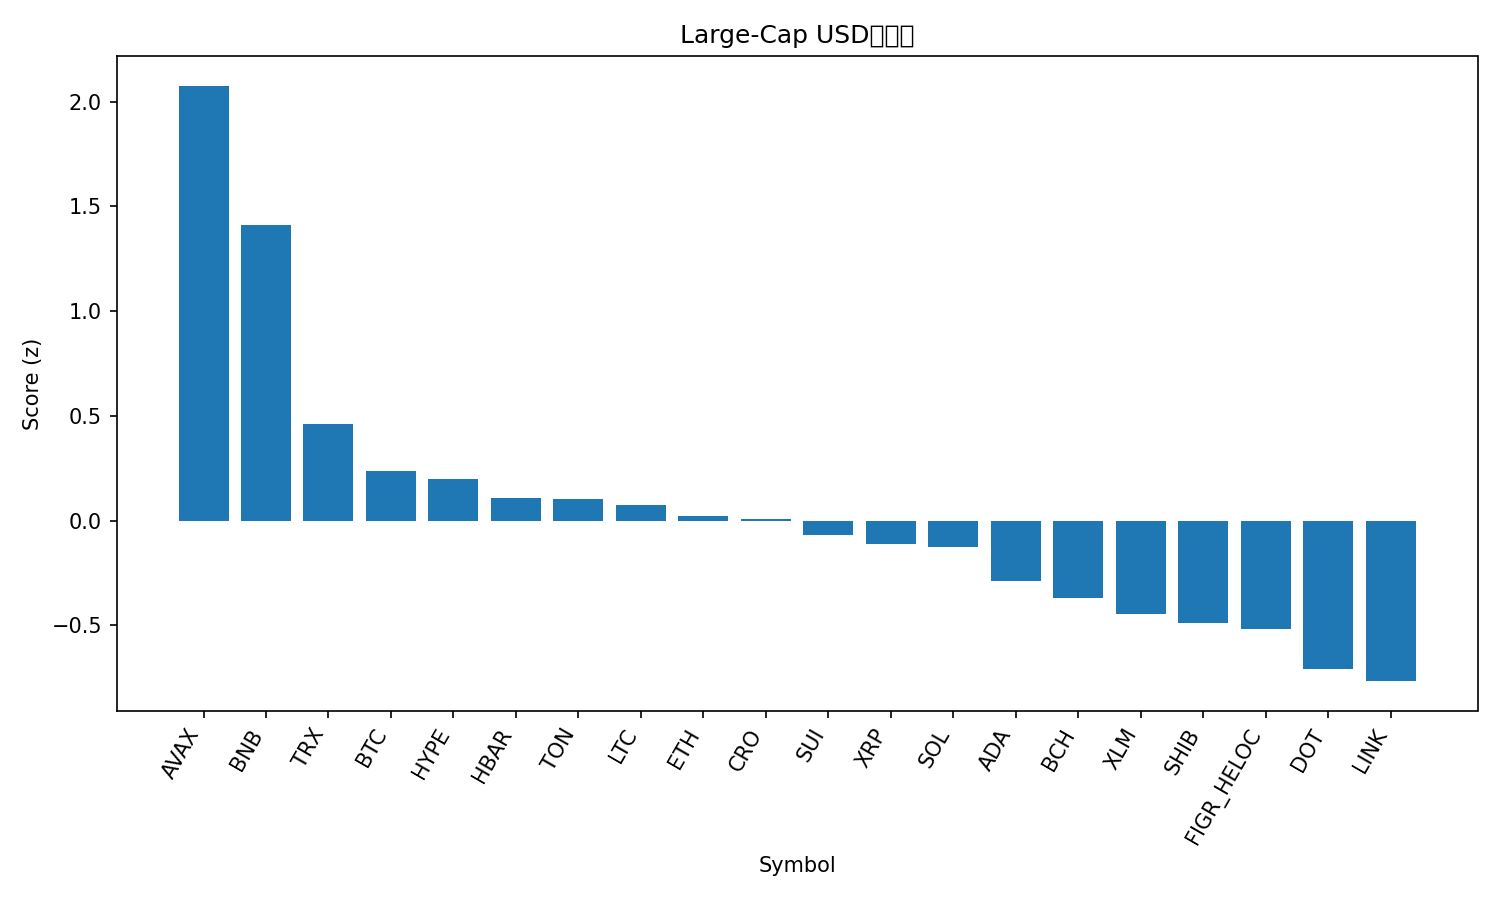 Large-Cap USD
2.0
1.5
1.0
0.5
0.0
−0.5
Score (z)
AVAX
BNB
TRX
BTC
HYPE
HBAR
TON
LTC
ETH
CRO
SUI
XRP
SOL
ADA
BCH
XLM
SHIB
FIGR_HELOC
DOT
LINK
Symbol